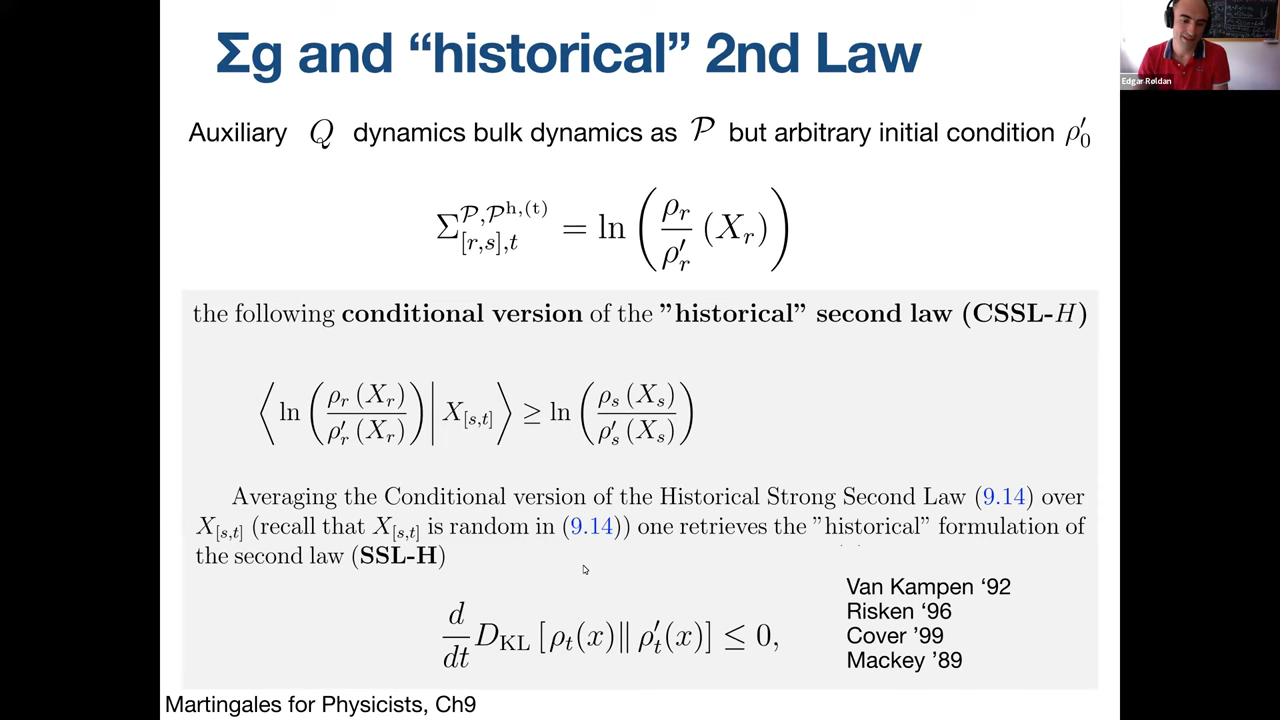 Σg and “historical” 2nd Law
Edgar Roldan
Auxiliary Q dynamics bulk dynamics as 𝒫 but arbitrary initial condition ρ′₀
Σ^{𝒫,𝒫^{h,(t)}}_{[r,s],t} = ln ( ρ_r / ρ′_r (X_r) )
the following conditional version of the ”historical” second law (CSSL-H)
⟨ ln ( ρ_r (X_r) / ρ′_r (X_r) ) | X_{[s,t]} ⟩ ≥ ln ( ρ_s (X_s) / ρ′_s (X_s) )
Averaging the Conditional version of the Historical Strong Second Law (9.14) over
X_{[s,t]} (recall that X_{[s,t]} is random in (9.14)) one retrieves the ”historical” formulation of
the second law (SSL-H)
d/dt D_{KL} [ρ_t(x)‖ ρ′_t(x)] ≤ 0,
Van Kampen ‘92
Risken ‘96
Cover ’99
Mackey ’89
Martingales for Physicists, Ch9